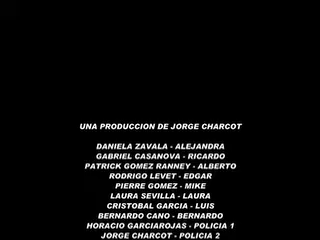 UNA PRODUCCION DE JORGE CHARCOT
DANIELA ZAVALA - ALEJANDRA
GABRIEL CASANOVA - RICARDO
PATRICK GOMEZ RANNEY - ALBERTO
RODRIGO LEVET - EDGAR
PIERRE GOMEZ - MIKE
LAURA SEVILLA - LAURA
CRISTOBAL GARCIA - LUIS
BERNARDO CANO - BERNARDO
HORACIO GARCIAROJAS - POLICIA 1
JORGE CHARCOT - POLICIA 2